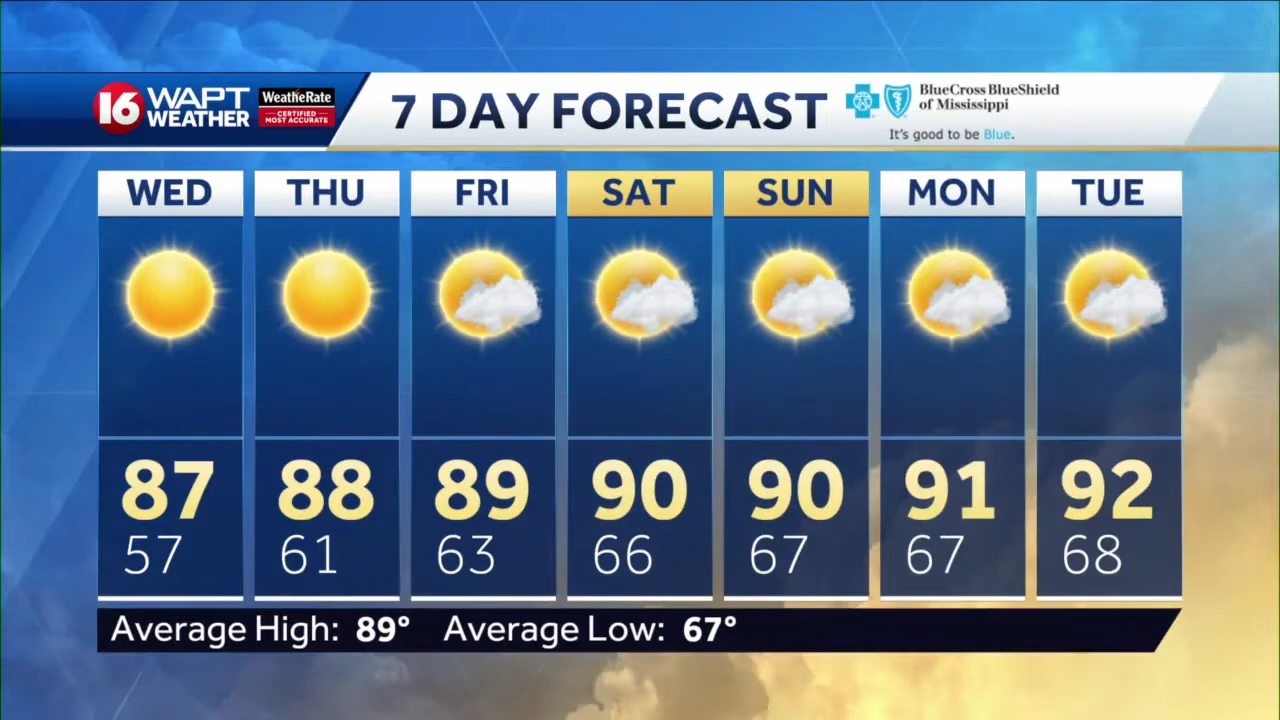 16 WAPT WEATHER
WeatheRate
CERTIFIED
MOST ACCURATE
7 DAY FORECAST
BlueCross BlueShield
of Mississippi
It's good to be Blue.
WED THU FRI SAT SUN MON TUE
87 88 89 90 90 91 92
57 61 63 66 67 67 68
Average High: 89° Average Low: 67°